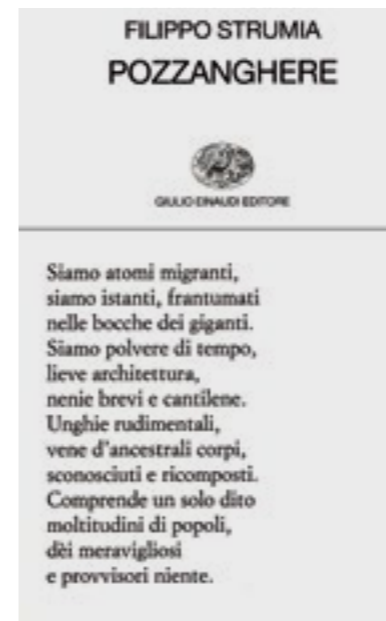 FILIPPO STRUMIA
POZZANGHERE
GIULIO EINAUDI EDITORE
Siamo atomi migranti,
siamo istanti, frantumati
nelle bocche dei giganti.
Siamo polvere di tempo,
lieve architettura,
nenie brevi e cantilene.
Unghie rudimentali,
vene d'ancestrali corpi,
sconosciuti e ricomposti.
Comprende un solo dito
moltitudini di popoli,
dèi meravigliosi
e provvisori niente.